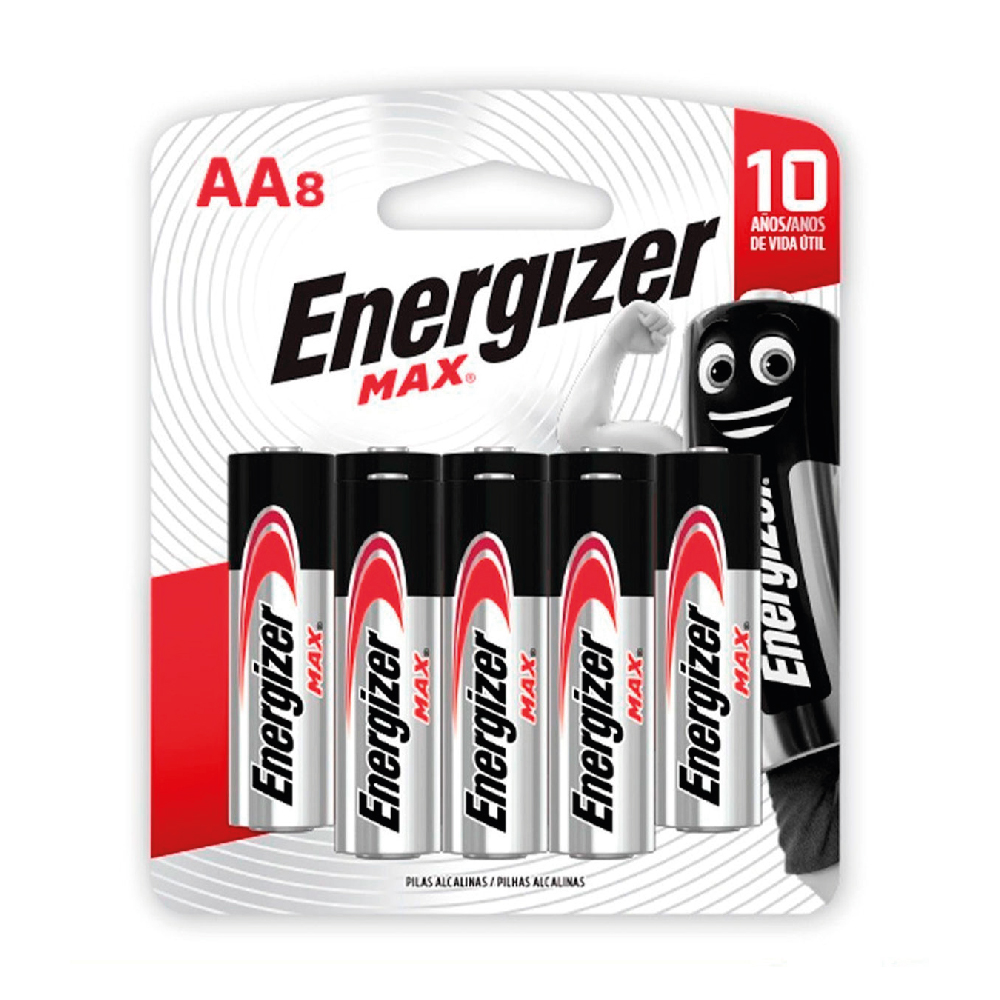 AA8
10
AÑOS/ANOS
DE VIDA ÚTIL
Energizer
MAX®
Energizer
Energizer
MAX®
Energizer
MAX®
Energizer
MAX®
Energizer
MAX®
Energizer
MAX®
PILAS ALCALINAS / PILHAS ALCALINAS